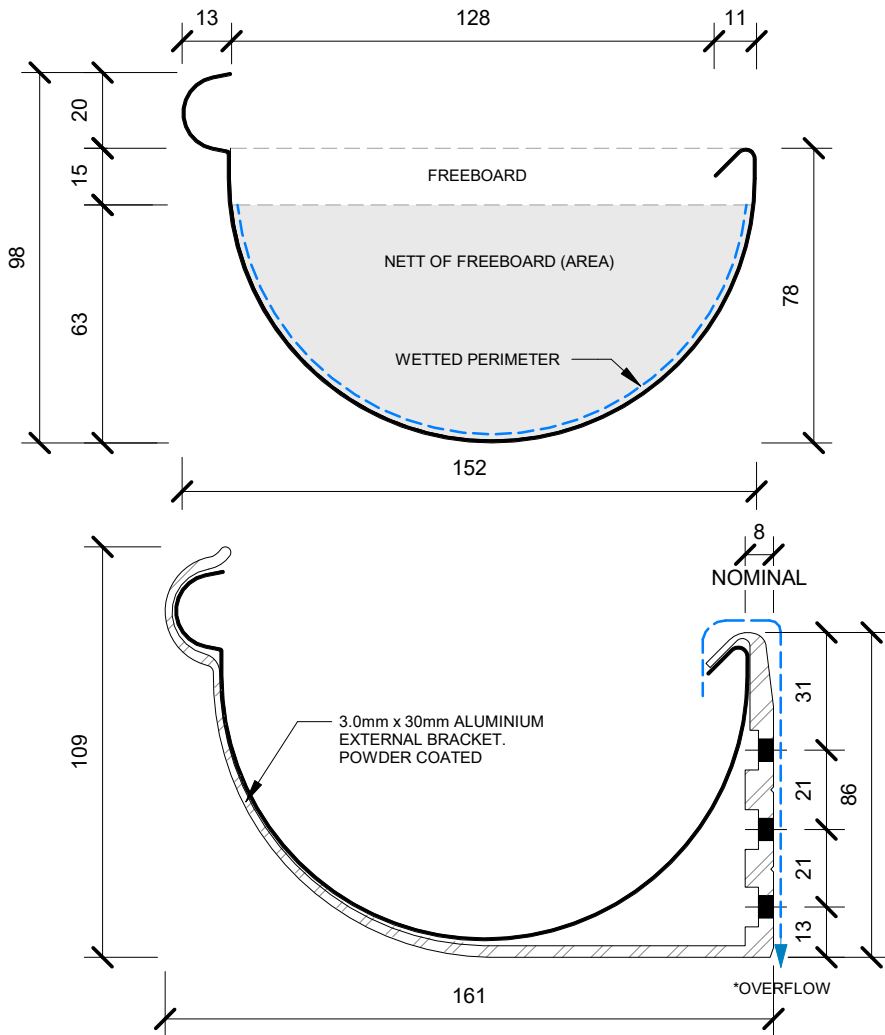 13
128
11
20
15
FREEBOARD
98
NETT OF FREEBOARD (AREA)
63
78
WETTED PERIMETER
152
8
NOMINAL
31
3.0mm x 30mm ALUMINIUM
EXTERNAL BRACKET.
POWDER COATED
109
21
86
21
13
*OVERFLOW
161